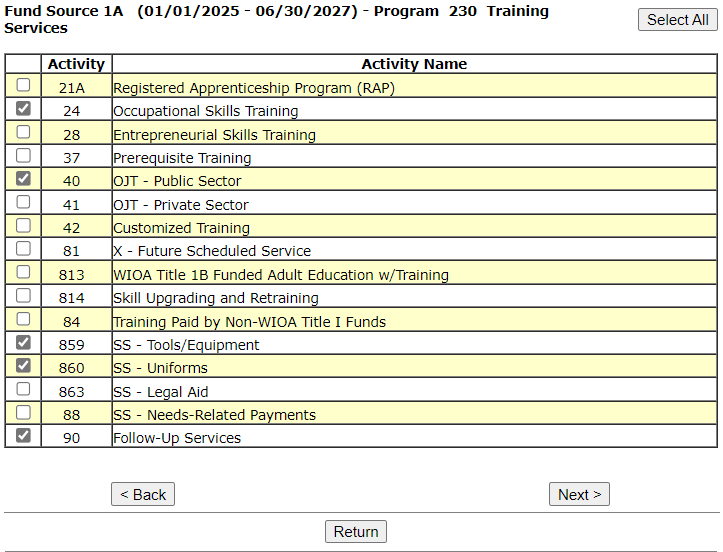 Fund Source 1A (01/01/2025 - 06/30/2027) - Program 230 Training
Services
Select All
Activity Activity Name
21A Registered Apprenticeship Program (RAP)
24 Occupational Skills Training
28 Entrepreneurial Skills Training
37 Prerequisite Training
40 OJT - Public Sector
41 OJT - Private Sector
42 Customized Training
81 X - Future Scheduled Service
813 WIOA Title 1B Funded Adult Education w/Training
814 Skill Upgrading and Retraining
84 Training Paid by Non-WIOA Title I Funds
859 SS - Tools/Equipment
860 SS - Uniforms
863 SS - Legal Aid
88 SS - Needs-Related Payments
90 Follow-Up Services
< Back Next >
Return